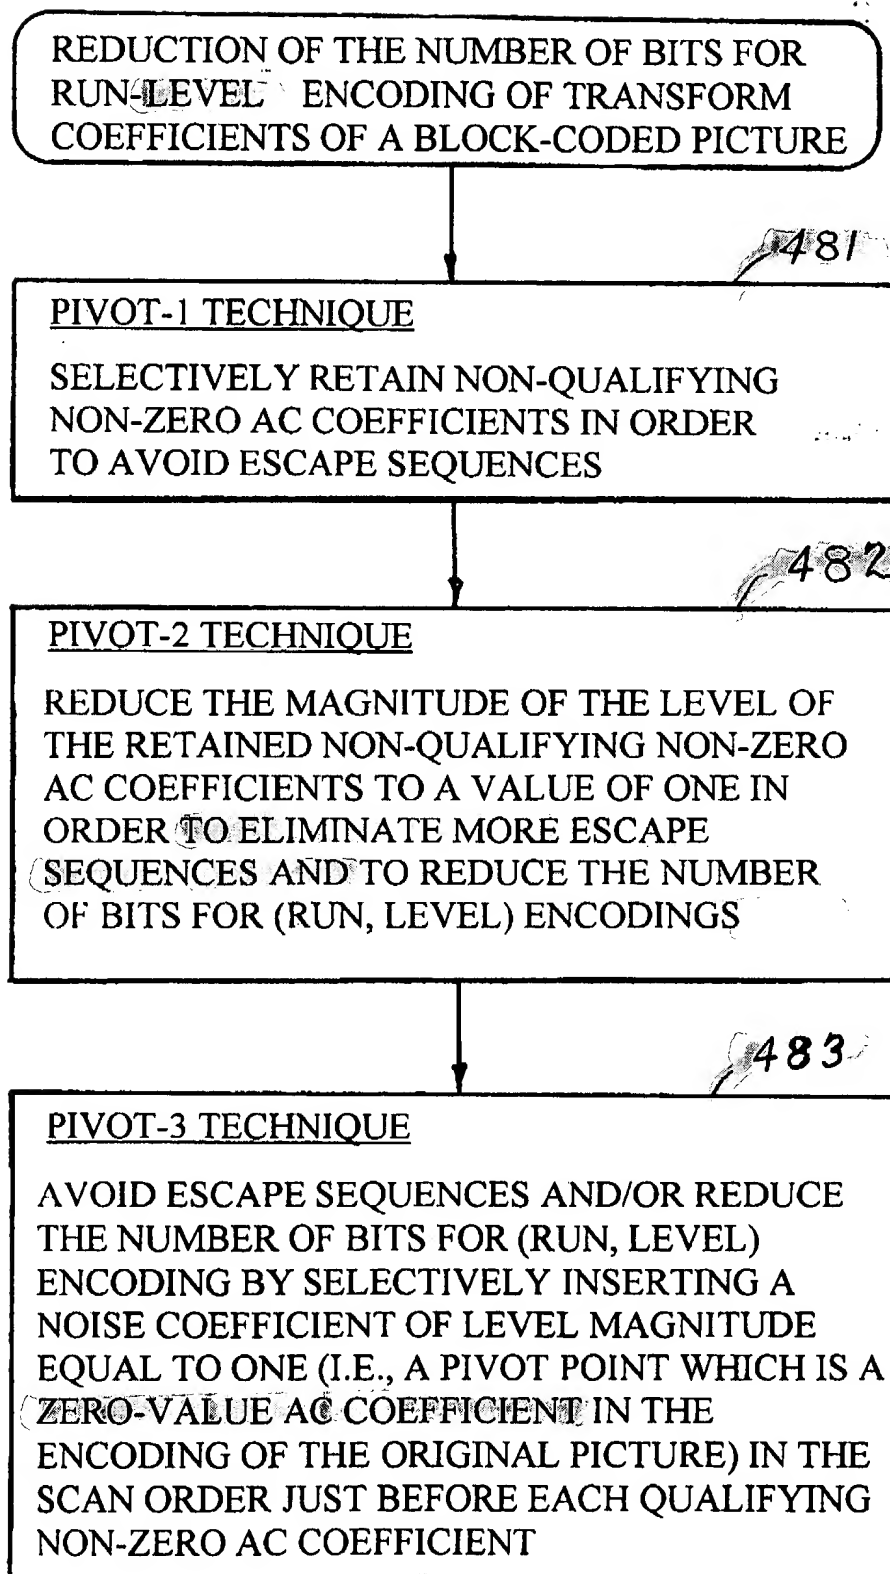 REDUCTION OF THE NUMBER OF BITS FOR
RUN-LEVEL ENCODING OF TRANSFORM
COEFFICIENTS OF A BLOCK-CODED PICTURE
481
PIVOT-1 TECHNIQUE
SELECTIVELY RETAIN NON-QUALIFYING
NON-ZERO AC COEFFICIENTS IN ORDER
TO AVOID ESCAPE SEQUENCES
482
PIVOT-2 TECHNIQUE
REDUCE THE MAGNITUDE OF THE LEVEL OF
THE RETAINED NON-QUALIFYING NON-ZERO
AC COEFFICIENTS TO A VALUE OF ONE IN
ORDER TO ELIMINATE MORE ESCAPE
SEQUENCES AND TO REDUCE THE NUMBER
OF BITS FOR (RUN, LEVEL) ENCODINGS
483
PIVOT-3 TECHNIQUE
AVOID ESCAPE SEQUENCES AND/OR REDUCE
THE NUMBER OF BITS FOR (RUN, LEVEL)
ENCODING BY SELECTIVELY INSERTING A
NOISE COEFFICIENT OF LEVEL MAGNITUDE
EQUAL TO ONE (I.E., A PIVOT POINT WHICH IS A
ZERO-VALUE AC COEFFICIENT IN THE
ENCODING OF THE ORIGINAL PICTURE) IN THE
SCAN ORDER JUST BEFORE EACH QUALIFYING
NON-ZERO AC COEFFICIENT